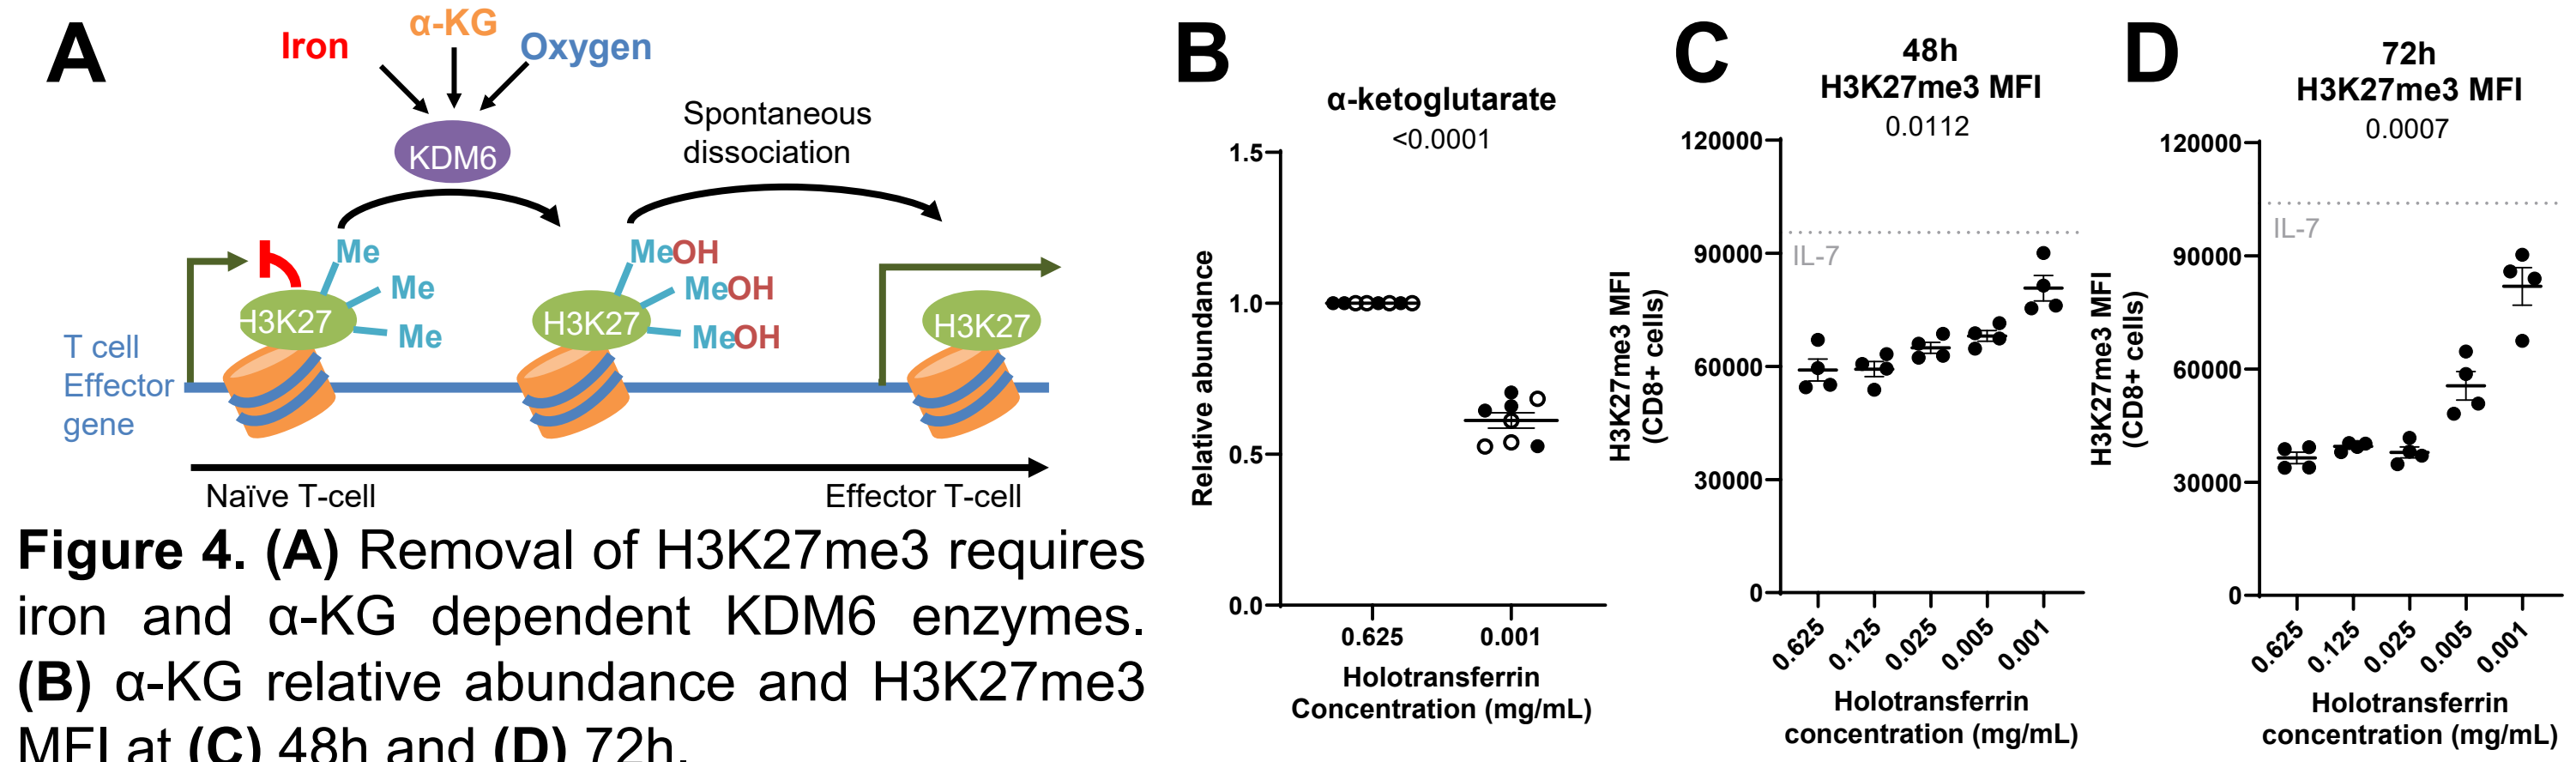 A
Iron
α-KG
Oxygen
KDM6
Spontaneous
dissociation
Me
Me
Me
MeOH
MeOH
MeOH
H3K27
H3K27
H3K27
T cell
Effector
gene
Naïve T-cell
Effector T-cell
Figure 4. (A) Removal of H3K27me3 requires
iron and α-KG dependent KDM6 enzymes.
(B) α-KG relative abundance and H3K27me3
MFI at (C) 48h and (D) 72h.
B
α-ketoglutarate
<0.0001
Relative abundance
1.5
1.0
0.5
0.0
0.625
0.001
Holotransferrin
Concentration (mg/mL)
C
48h
H3K27me3 MFI
0.0112
H3K27me3 MFI
(CD8+ cells)
120000
90000
60000
30000
0
IL-7
0.625
0.125
0.025
0.005
0.001
Holotransferrin
concentration (mg/mL)
D
72h
H3K27me3 MFI
0.0007
H3K27me3 MFI
(CD8+ cells)
120000
90000
60000
30000
0
IL-7
0.625
0.125
0.025
0.005
0.001
Holotransferrin
concentration (mg/mL)